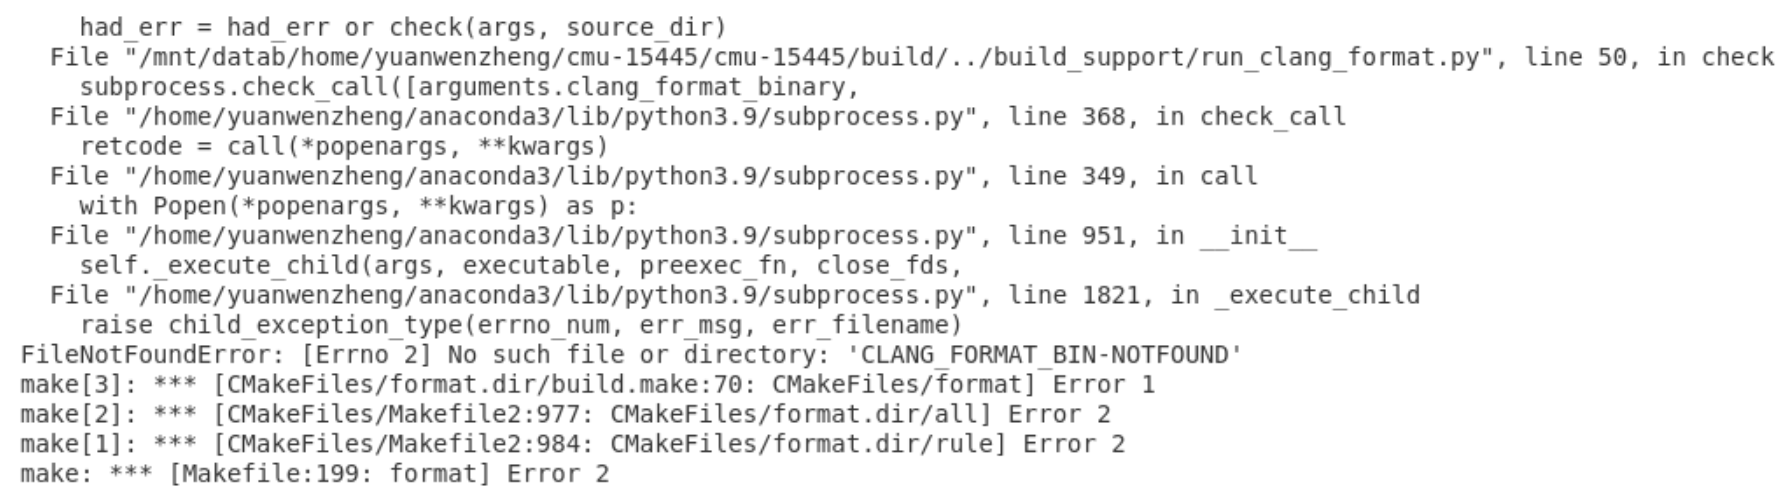 had_err = had_err or check(args, source_dir)
  File "/mnt/datab/home/yuanwenzheng/cmu-15445/cmu-15445/build/../build_support/run_clang_format.py", line 50, in check
    subprocess.check_call([arguments.clang_format_binary,
  File "/home/yuanwenzheng/anaconda3/lib/python3.9/subprocess.py", line 368, in check_call
    retcode = call(*popenargs, **kwargs)
  File "/home/yuanwenzheng/anaconda3/lib/python3.9/subprocess.py", line 349, in call
    with Popen(*popenargs, **kwargs) as p:
  File "/home/yuanwenzheng/anaconda3/lib/python3.9/subprocess.py", line 951, in __init__
    self._execute_child(args, executable, preexec_fn, close_fds,
  File "/home/yuanwenzheng/anaconda3/lib/python3.9/subprocess.py", line 1821, in _execute_child
    raise child_exception_type(errno_num, err_msg, err_filename)
FileNotFoundError: [Errno 2] No such file or directory: 'CLANG_FORMAT_BIN-NOTFOUND'
make[3]: *** [CMakeFiles/format.dir/build.make:70: CMakeFiles/format] Error 1
make[2]: *** [CMakeFiles/Makefile2:977: CMakeFiles/format.dir/all] Error 2
make[1]: *** [CMakeFiles/Makefile2:984: CMakeFiles/format.dir/rule] Error 2
make: *** [Makefile:199: format] Error 2